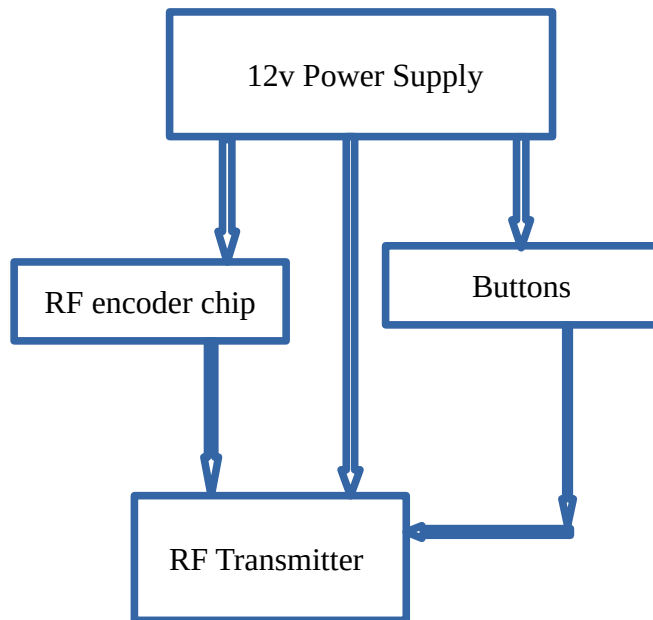 12v Power Supply
RF encoder chip
Buttons
RF Transmitter